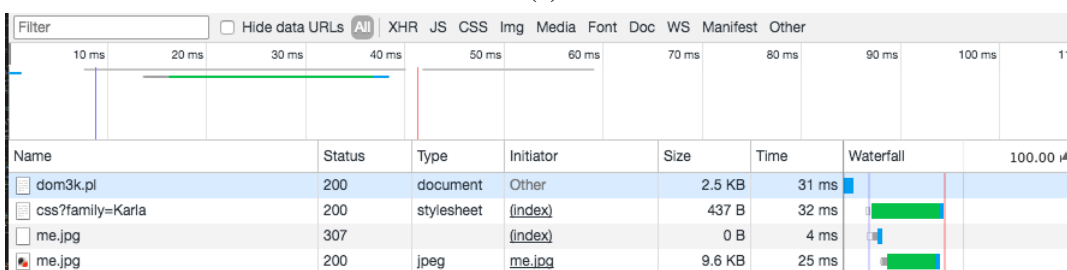 Filter Hide data URLs All XHR JS CSS Img Media Font Doc WS Manifest Other
10 ms 20 ms 30 ms 40 ms 50 ms 60 ms 70 ms 80 ms 90 ms 100 ms
Name Status Type Initiator Size Time Waterfall 100.00
dom3k.pl 200 document Other 2.5 KB 31 ms
css?family=Karla 200 stylesheet (index) 437 B 32 ms
me.jpg 307 (index) 0 B 4 ms
me.jpg 200 jpeg me.jpg 9.6 KB 25 ms